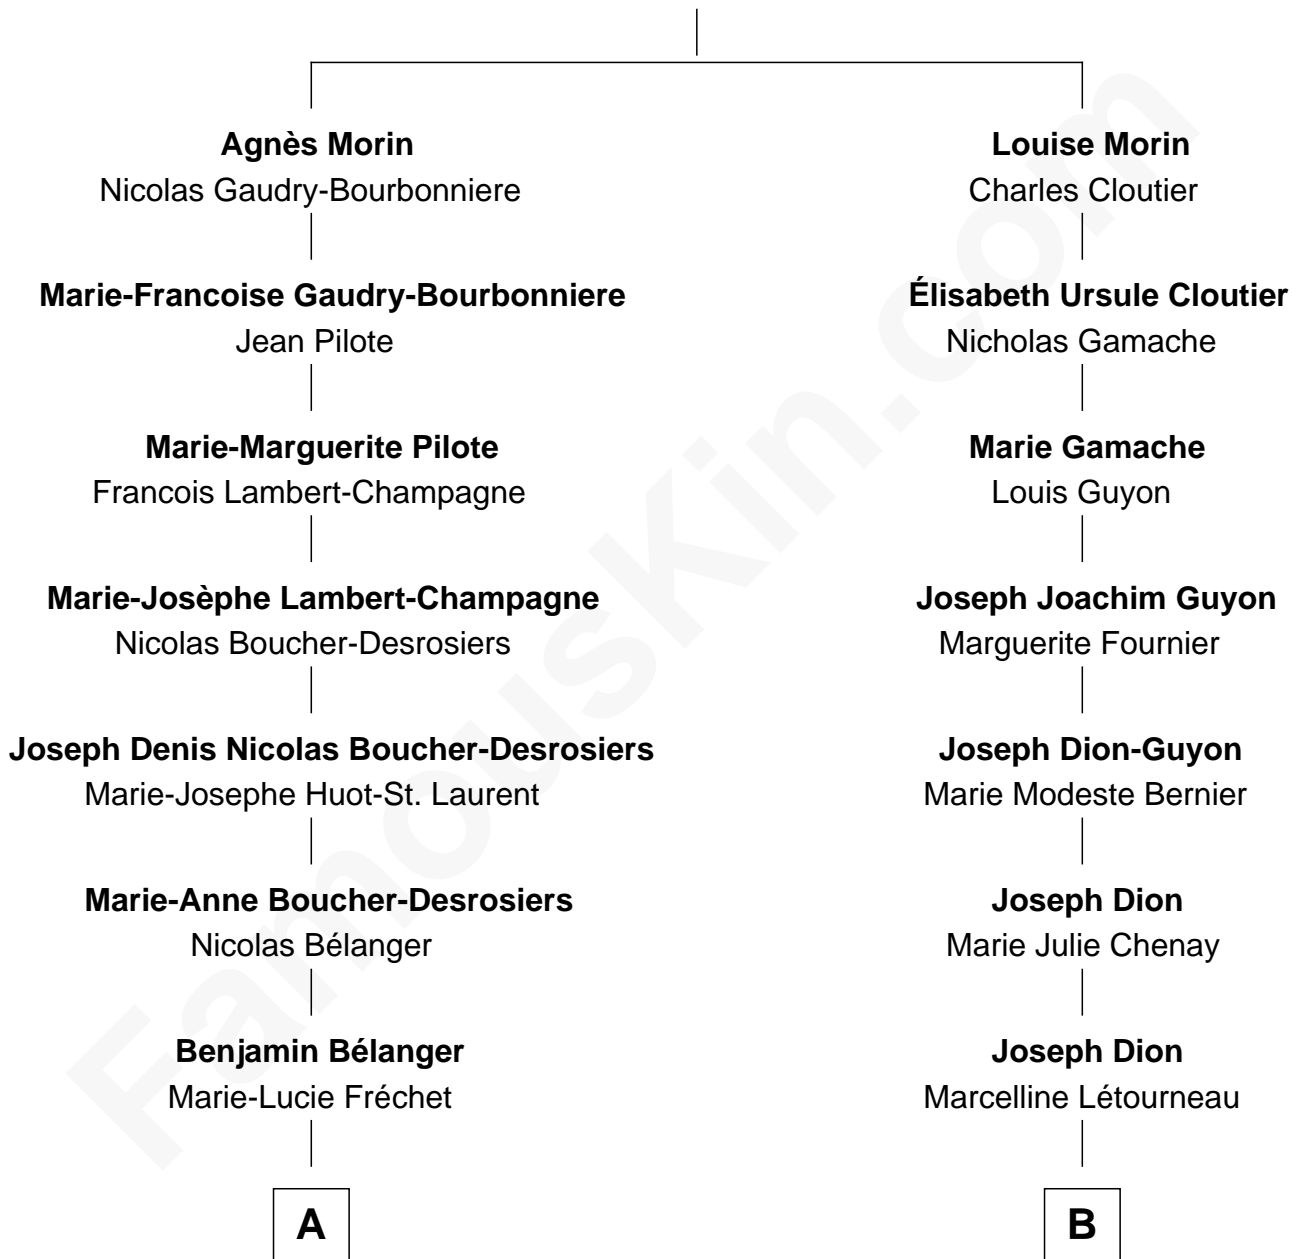 Agnès Morin
Nicolas Gaudry-Bourbonniere
Marie-Francoise Gaudry-Bourbonniere
Jean Pilote
Marie-Marguerite Pilote
Francois Lambert-Champagne
Marie-Josèphe Lambert-Champagne
Nicolas Boucher-Desrosiers
Joseph Denis Nicolas Boucher-Desrosiers
Marie-Josephe Huot-St. Laurent
Marie-Anne Boucher-Desrosiers
Nicolas Bélanger
Benjamin Bélanger
Marie-Lucie Fréchet
A
Louise Morin
Charles Cloutier
Élisabeth Ursule Cloutier
Nicholas Gamache
Marie Gamache
Louis Guyon
Joseph Joachim Guyon
Marguerite Fournier
Joseph Dion-Guyon
Marie Modeste Bernier
Joseph Dion
Marie Julie Chenay
Joseph Dion
Marcelline Létourneau
B
FamousKin.com